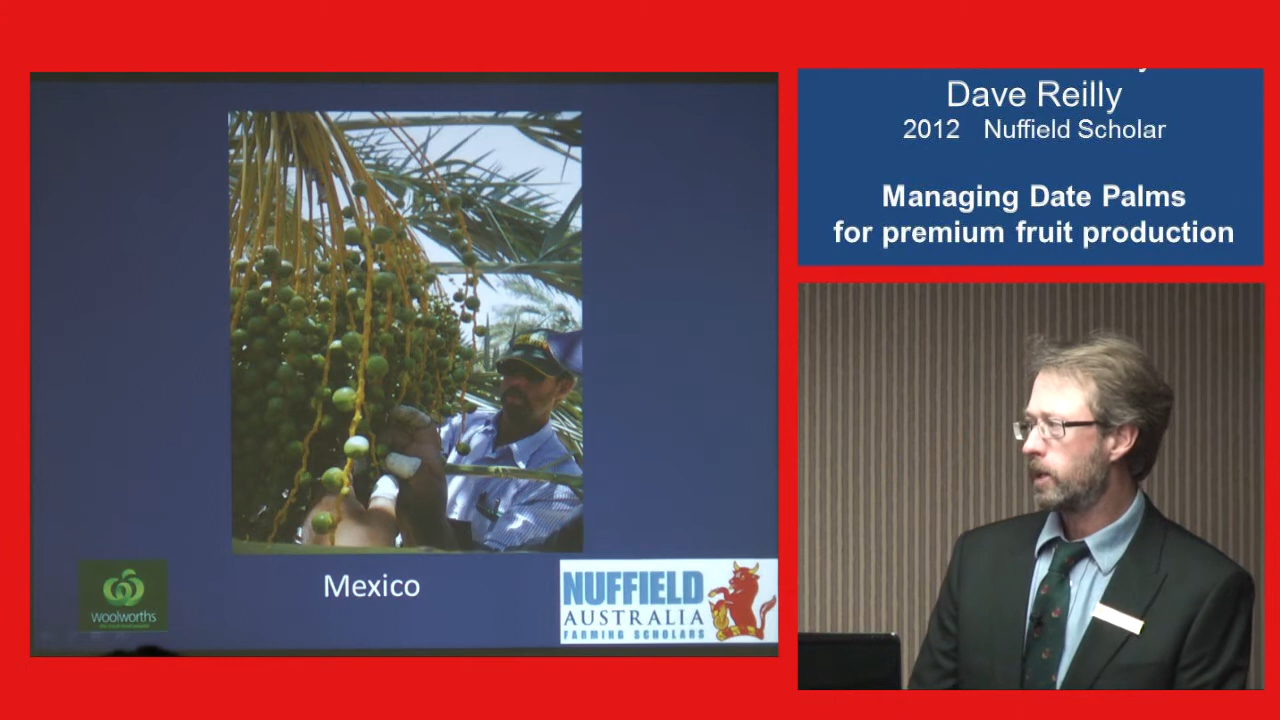 Dave Reilly
2012 Nuffield Scholar
Managing Date Palms
for premium fruit production
Mexico
woolworths
NUFFIELD
AUSTRALIA
FARMING SCHOLARS